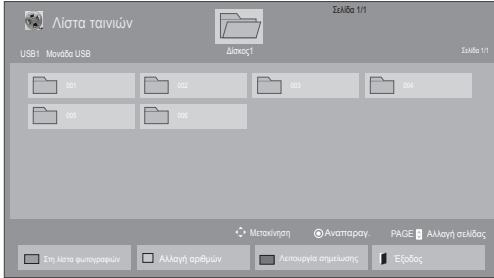 Σελίδα 1/1
Λίστα ταινιών
Δίσκος1
USB1 Μονάδα USB
Σελίδα 1/1
001 002 003 004
005 006
Μετακίνηση Αναπαραγ. PAGE Αλλαγή σελίδας
Στη λίστα φωτογραφιών Αλλαγή αριθμών Λειτουργία σημείωσης Έξοδος